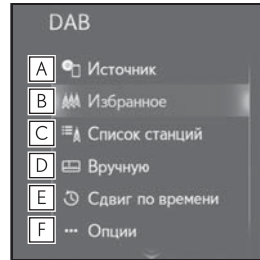 DAB
A Источник
B Избранное
C Список станций
D Вручную
E Сдвиг по времени
F Опции